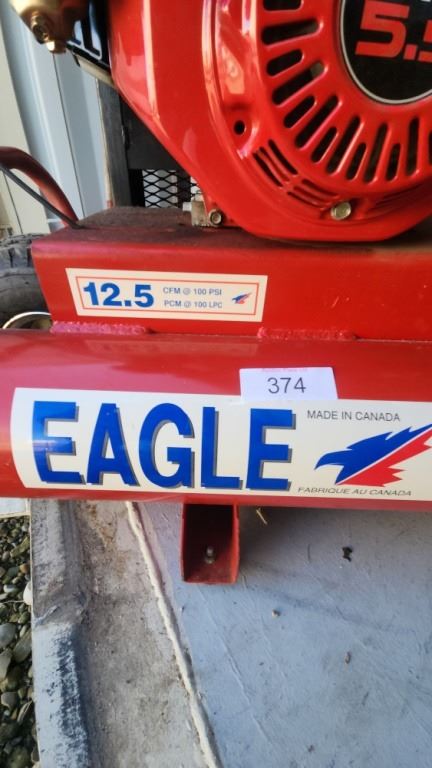 5.5
12.5
CFM @ 100 PSI
PCM @ 100 LPC
374
EAGLE
MADE IN CANADA
FABRIQUE AU CANADA